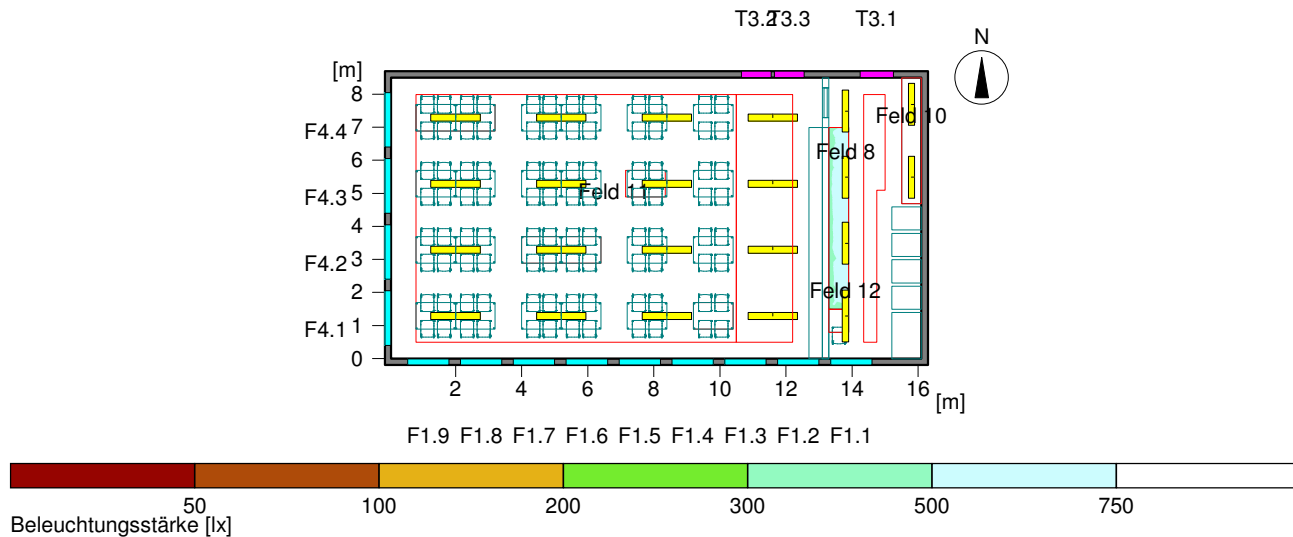 T3.2 T3.3 T3.1
N
[m]
8
Feld 10
7
F4.4
Feld 8
6
5
F4.3
Feld 11
4
3
F4.2
2
Feld 12
1
F4.1
0
2 4 6 8 10 12 14 16
[m]
F1.9 F1.8 F1.7 F1.6 F1.5 F1.4 F1.3 F1.2 F1.1
50 100 200 300 500 750
Beleuchtungsstärke [lx]